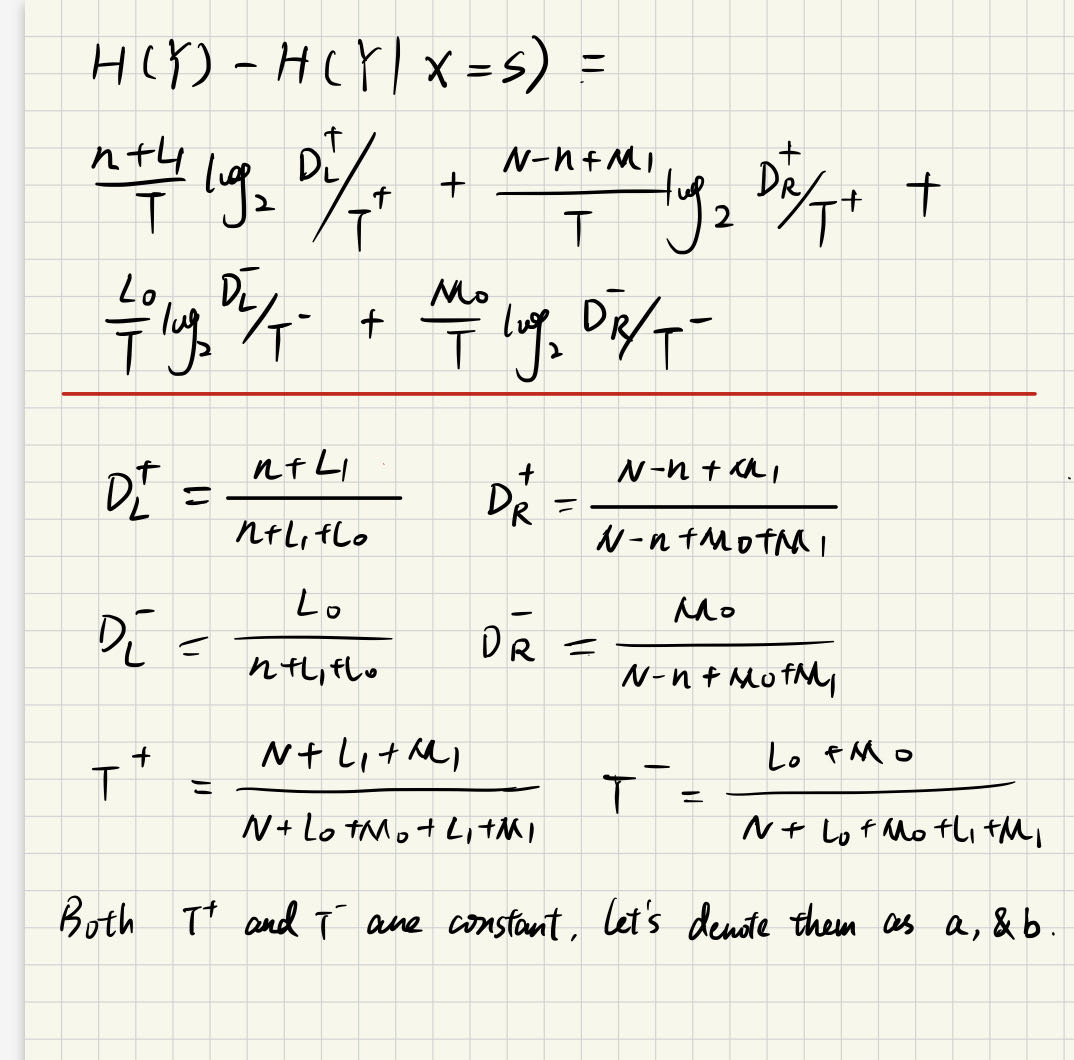 H(Y) - H(Y| X=S) =
\frac{n+L_1}{T} log_2 D_L^+/T^+ + \frac{N-n+M_1}{T} log_2 D_R^+/T^+ +
\frac{L_0}{T} log_2 D_L^-/T^- + \frac{M_0}{T} log_2 D_R^-/T^-
D_L^+ = \frac{n+L_1}{n+L_1+L_0} D_R^+ = \frac{N-n+M_1}{N-n+M_0+M_1}
D_L^- = \frac{L_0}{n+L_1+L_0} D_R^- = \frac{M_0}{N-n+M_0+M_1}
T^+ = \frac{N+L_1+M_1}{N+L_0+M_0+L_1+M_1} T^- = \frac{L_0+M_0}{N+L_0+M_0+L_1+M_1}
Both T^+ and T^- are constant, let's denote them as a, & b.